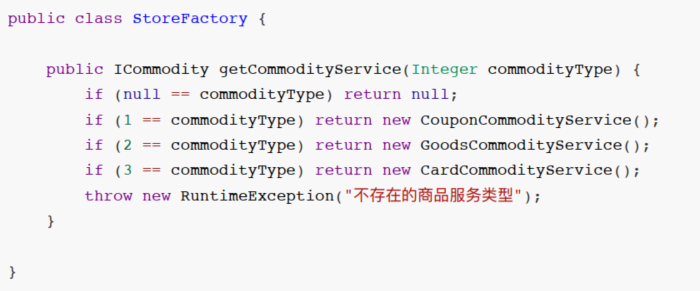 public class StoreFactory {
public ICommodity getCommodityService(Integer commodityType) {
if (null == commodityType) return null;
if (1 == commodityType) return new CouponCommodityService();
if (2 == commodityType) return new GoodsCommodityService();
if (3 == commodityType) return new CardCommodityService();
throw new RuntimeException("不存在的商品服务类型");
}
}